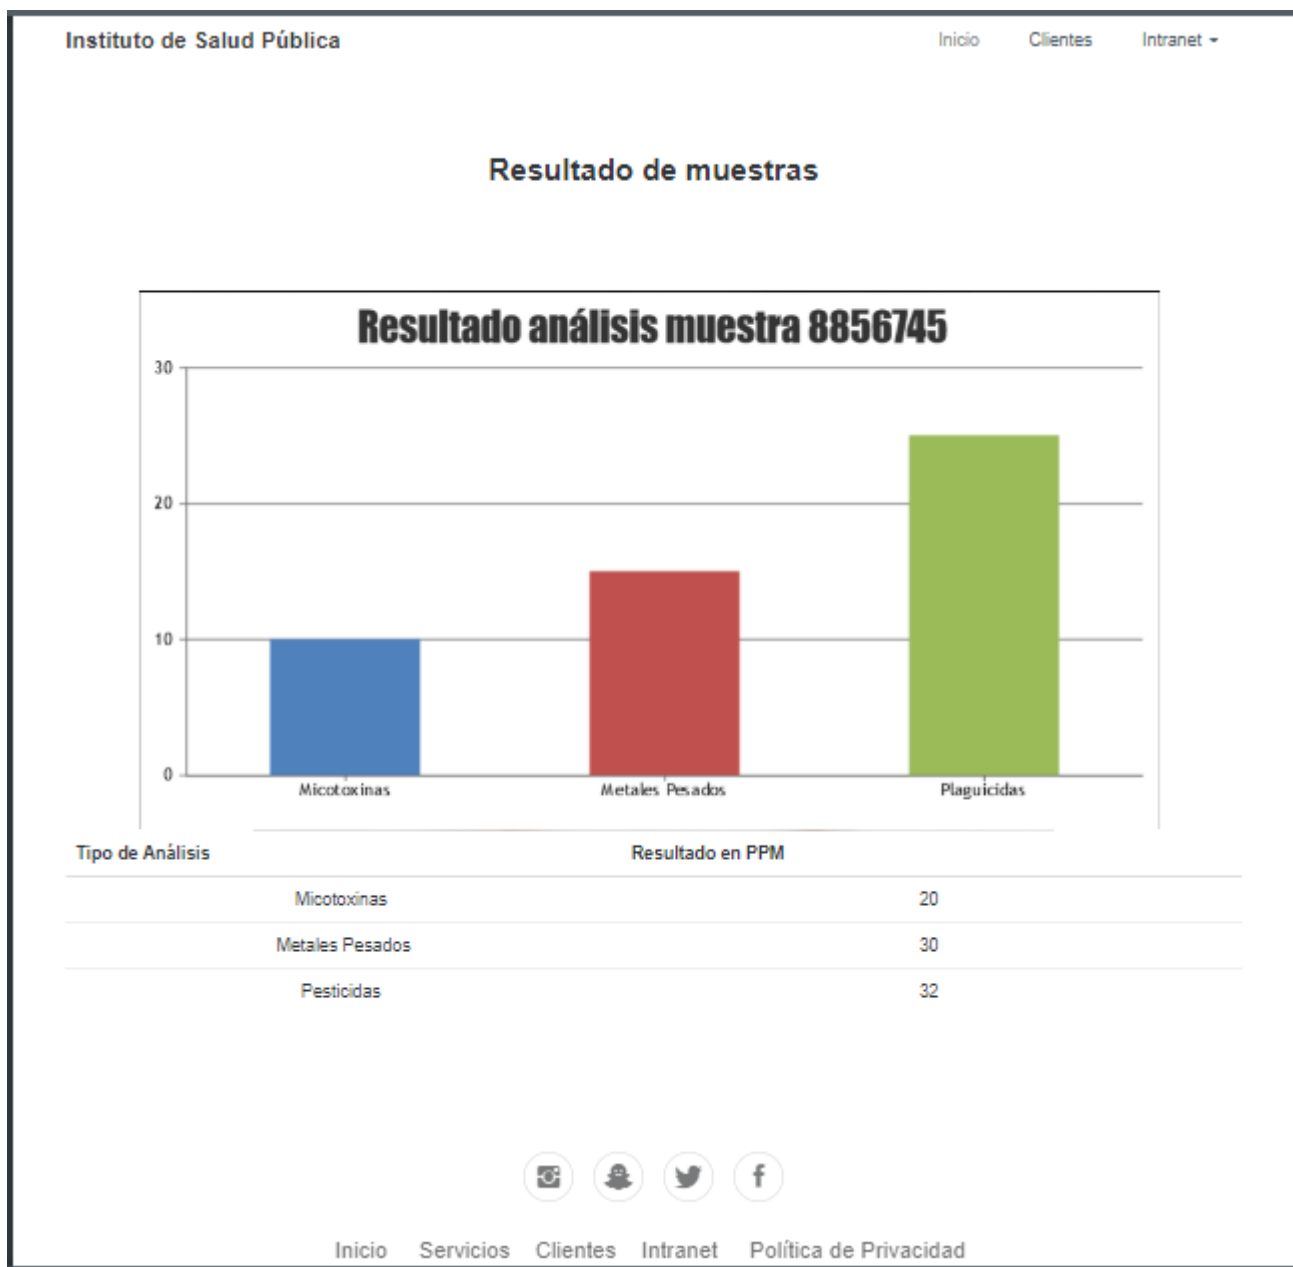 Instituto de Salud Pública Inicio Clientes Intranet
Resultado de muestras
Resultado análisis muestra 8856745
30
20
10
0
Micotoxinas Metales Pesados Plaguicidas
Tipo de Análisis Resultado en PPM
Micotoxinas 20
Metales Pesados 30
Pesticidas 32
Inicio Servicios Clientes Intranet Política de Privacidad